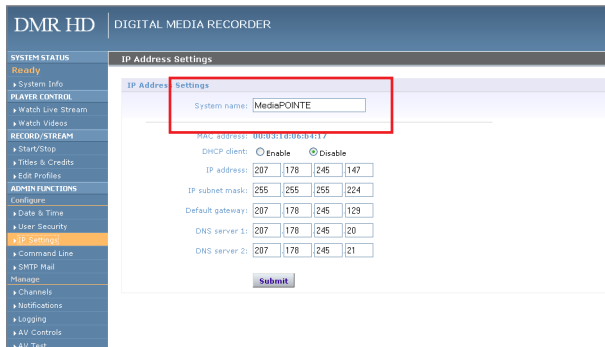 DMR HD DIGITAL MEDIA RECORDER
SYSTEM STATUS
Ready
System Info
PLAYER CONTROL
Watch Live Stream
Watch Videos
RECORD/STREAM
Start/Stop
Titles & Credits
Edit Profiles
ADMIN FUNCTIONS
Configure
Date & Time
User Security
IP Settings
Command Line
SMTP Mail
Manage
Channels
Notifications
Logging
AV Controls
AV Test
IP Address Settings
IP Address Settings
System name: MediaPOINTE
MAC address: 00:03:1d:06:64:17
DHCP client: Enable Disable
IP address: 207 .178 .245 .147
IP subnet mask: 255 .255 .255 .224
Default gateway: 207 .178 .245 .129
DNS server 1: 207 .178 .245 .20
DNS server 2: 207 .178 .245 .21
Submit